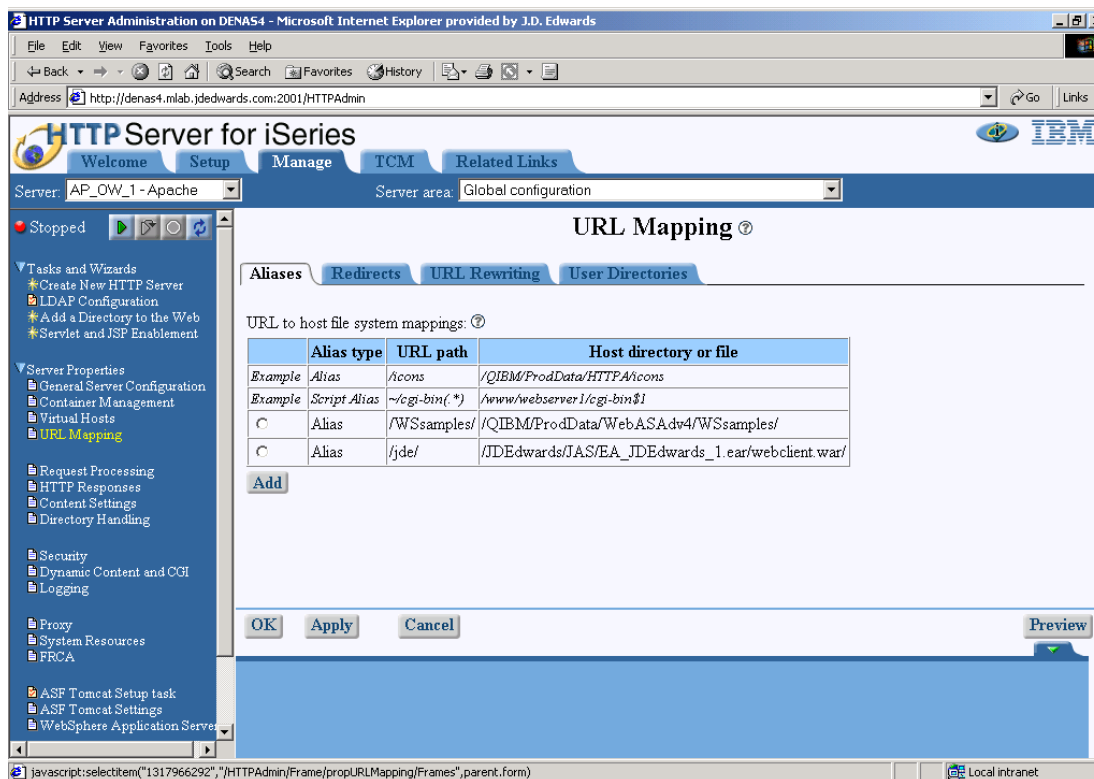 HTTP Server Administration on DENAS4 - Microsoft Internet Explorer provided by J.D. Edwards
File Edit View Favorites Tools Help
Back Search Favorites History
Address http://denas4.mlab.jdedwards.com:2001/HTTPAdmin Go Links
HTTP Server for iSeries IBM
Welcome Setup Manage TCM Related Links
Server: AP_OW_1 - Apache Server area: Global configuration
Stopped
Tasks and Wizards
Create New HTTP Server
LDAP Configuration
Add a Directory to the Web
Servlet and JSP Enablement
Server Properties
General Server Configuration
Container Management
Virtual Hosts
URL Mapping
Request Processing
HTTP Responses
Content Settings
Directory Handling
Security
Dynamic Content and CGI
Logging
Proxy
System Resources
FRCA
ASF Tomcat Setup task
ASF Tomcat Settings
WebSphere Application Server
URL Mapping
Aliases Redirects URL Rewriting User Directories
URL to host file system mappings:
Alias type URL path Host directory or file
Example Alias /icons /QIBM/ProdData/HTTPA/icons
Example Script Alias ~/cgi-bin(.*) /www/webserver1/cgi-bin$1
Alias /WSsamples/ /QIBM/ProdData/WebASAdv4/WSsamples/
Alias /jde/ /JDEdwards/JAS/EA_JDEdwards_1.ear/webclient.war/
Add
OK Apply Cancel Preview
javascript:selectitem("1317966292","/HTTPAdmin/Frame/propURLMapping/Frames",parent.form) Local intranet